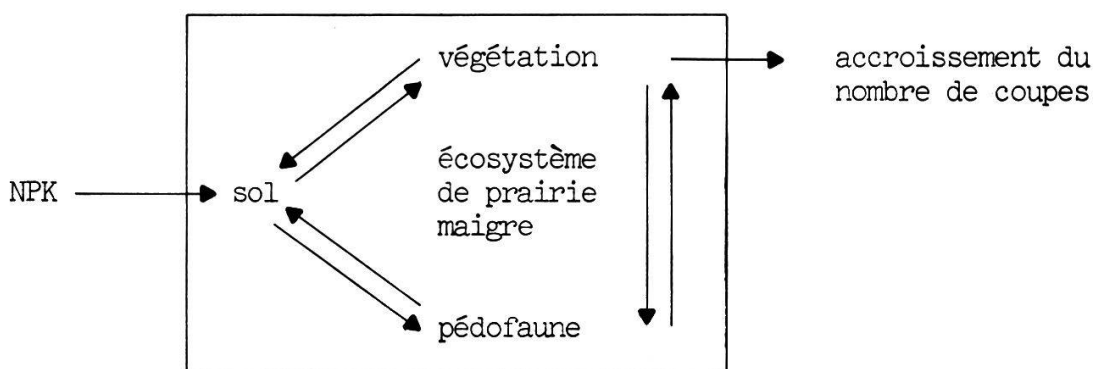 végétation
accroissement du
nombre de coupes
NPK
sol
écosystème
de prairie
maigre
pédofaune